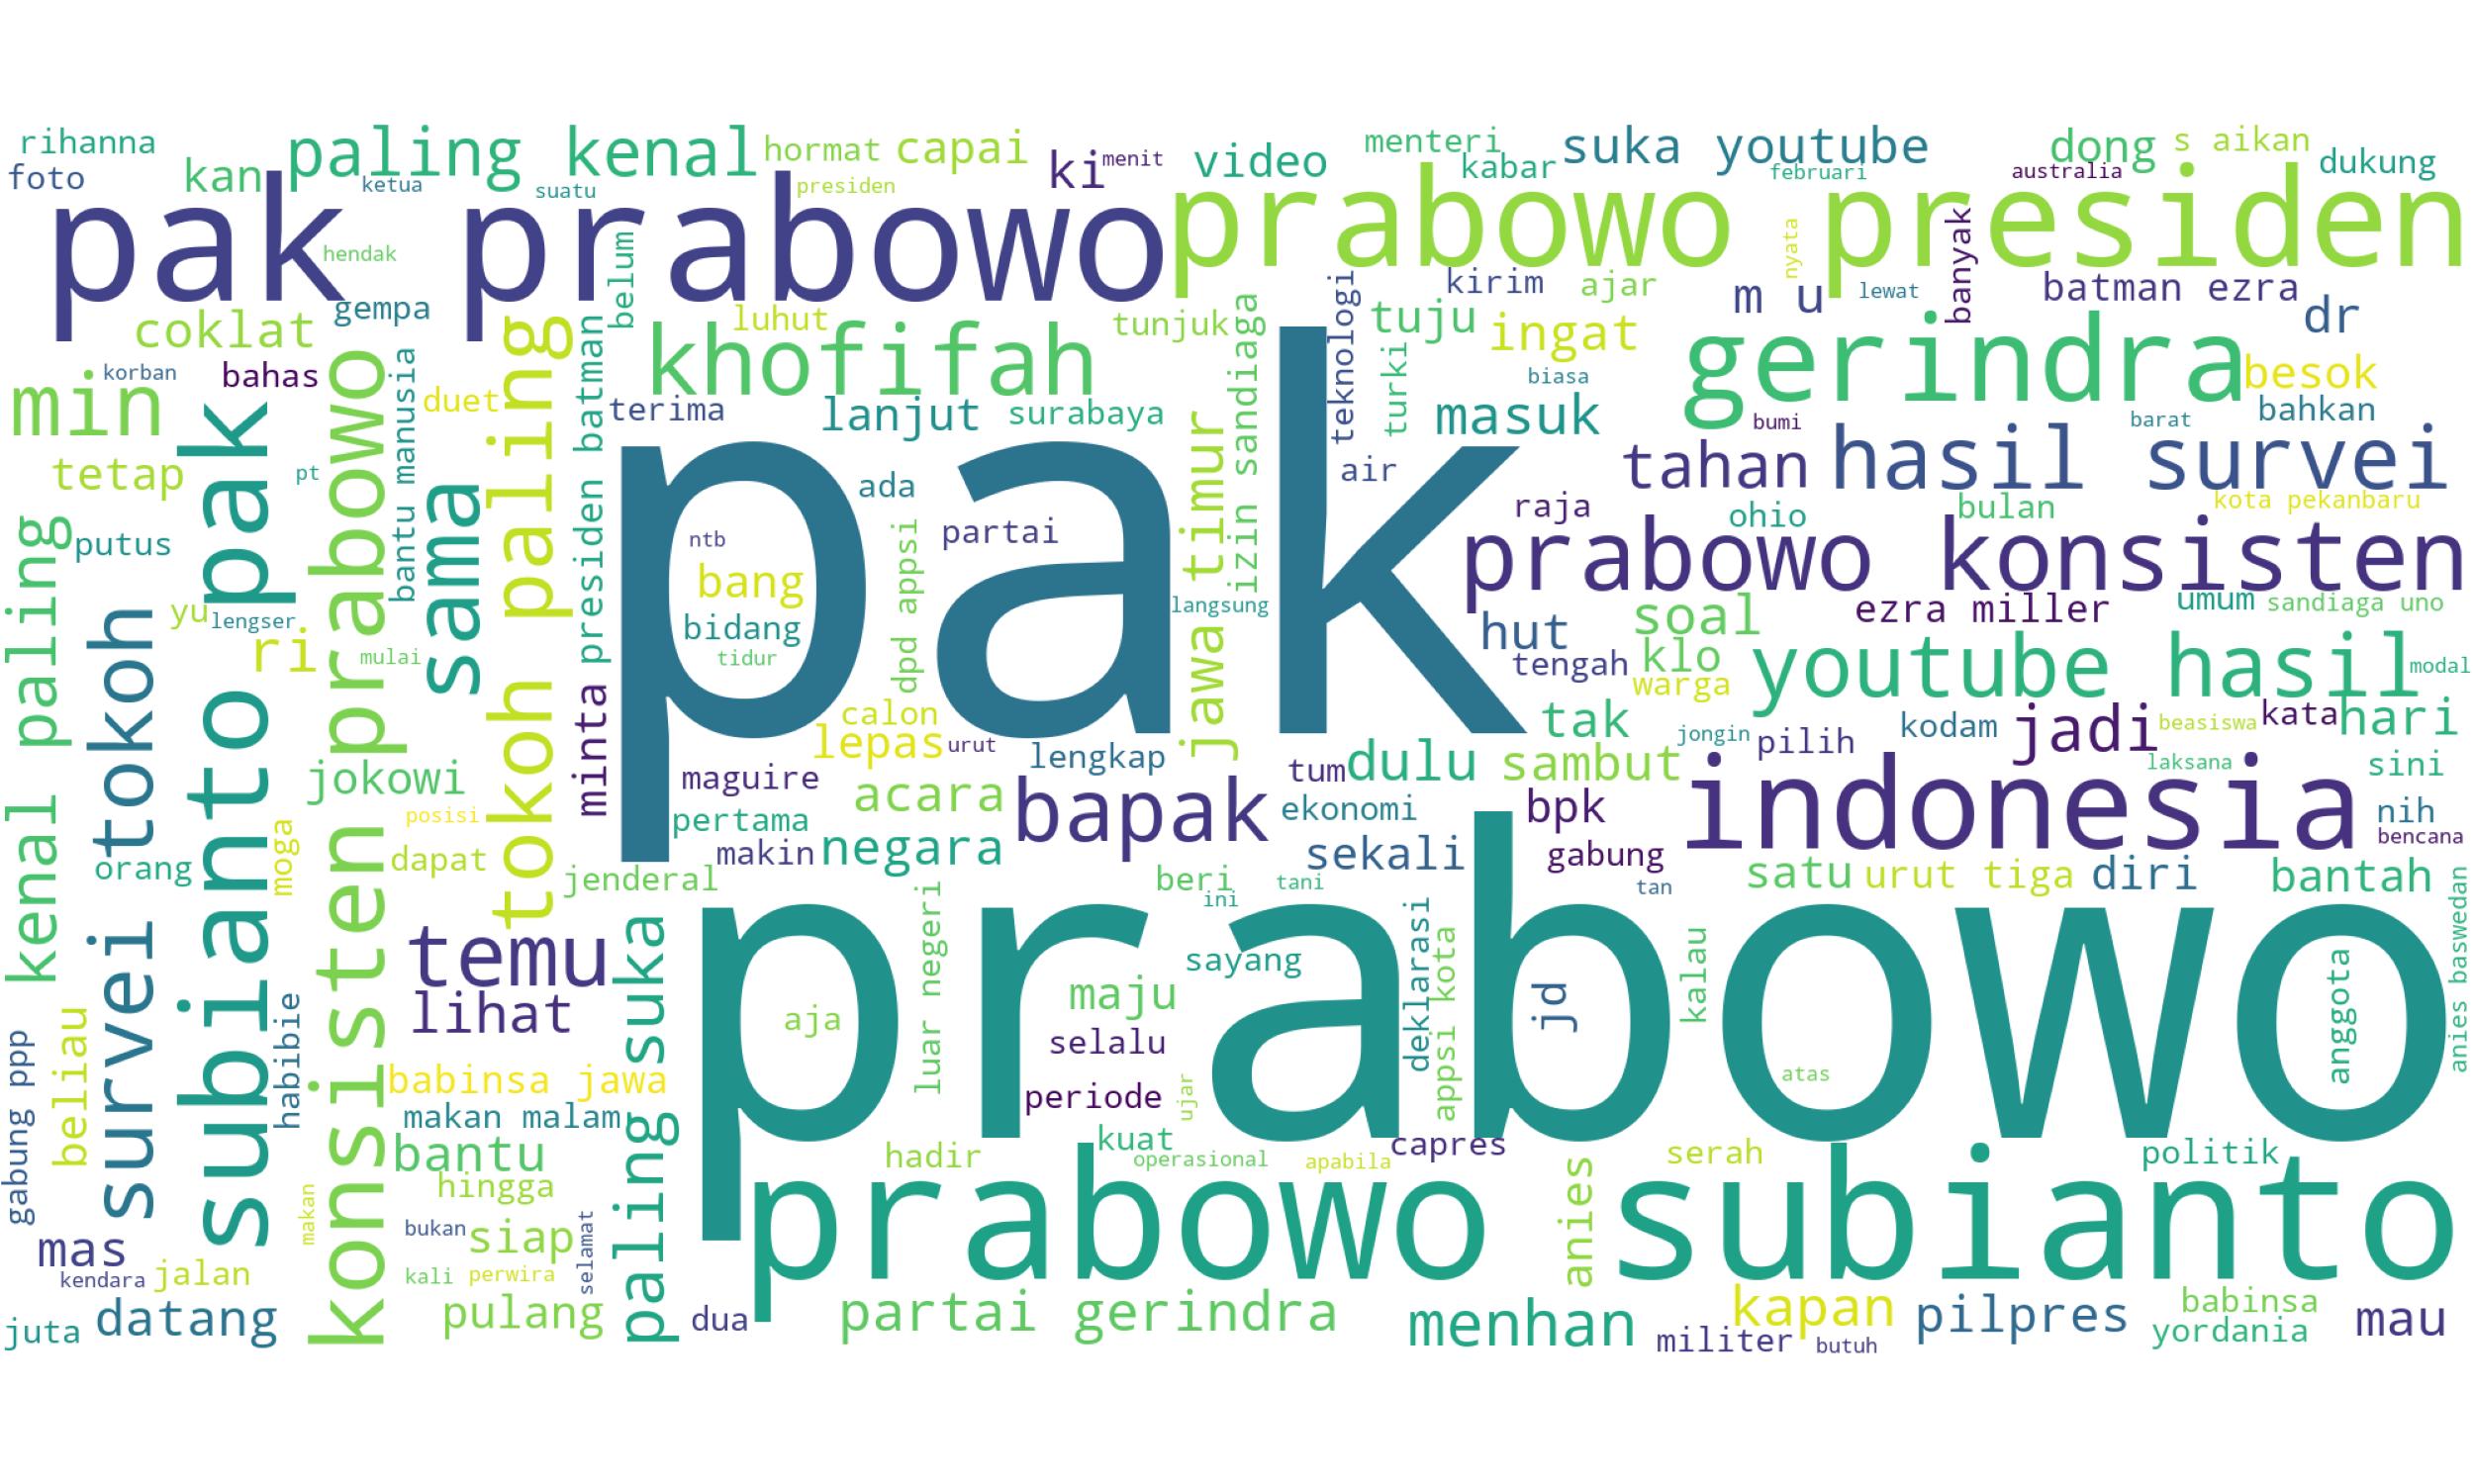 rihanna
foto
kan
paling kenal
ketua
suatu
hormat
presiden
capai
ki
menit
video
menteri
kabar
suka youtube
februari
australia
dong
s aikan
dukung
pak prabowo
prabowo presiden
hendak
belum
nyata
banyak
coklat
gempa
luhut
tunjuk
teknologi
kirim
ajar
m u
lewat
batman ezra
dr
korban
bahas
min
khofifah
tuju
ingat
gerindra
besok
bahkan
duet
terima
lanjut
surabaya
izin sandiaga
turki
biasa
masuk
bumi
barat
tetap
pt
bantu manusia
sama
tokoh paling
presiden batman
ada
jawa timur
air
tahan
hasil survei
kenal paling
putus
survei tokoh
subianto pak
konsisten prabowo
pak
ntb
bang
bidang
tidur
dpd appsi
partai
langsung
raja
ohio
bulan
kota pekanbaru
prabowo konsisten
yu
lengser
ri
mulai
hut
soal
ezra miller
umum
sandiaga uno
tengah
klo
warga
youtube hasil
modal
minta
calon
lepas
urut
lengkap
tak
jongin
pilih
kodam
jadi
beasiswa
kata
hari
jokowi
maguire
acara
bapak
tum
dulu
sambut
laksana
sini
posisi
pertama
ekonomi
bpk
indonesia
nih
bencana
orang
moga
dapat
makin
negara
sekali
gabung
jenderal
beri
ini
tani
tan
satu
urut tiga
diri
bantah
temu
lihat
paling suka
luar negeri
prabowo
sayang
deklarasi
appsi kota
jd
kalau
anggota
anies baswedan
gabung ppp
beliau
habibie
aja
maju
selalu
periode
ujar
atas
babinsa jawa
makan malam
bantu
kuat
capres
hadir
operasional
apabila
serah
politik
hingga
makan
prabowo subianto
anies
mas
bukan
siap
selamat
kendara
jalan
kali
perwira
juta
datang
pulang
dua
partai gerindra
menhan
kapan
militer
butuh
pilpres
babinsa
yordania
mau